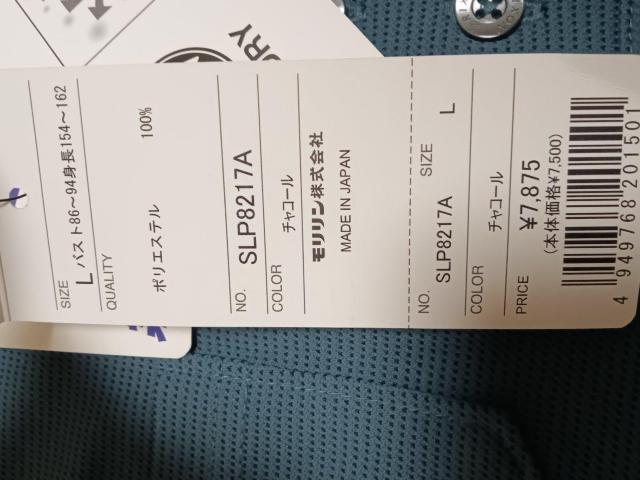 SIZE
L バスト86～94身長154～162
QUALITY
ポリエステル 100%
NO. SLP8217A
COLOR チャコール
モリリン株式会社
MADE IN JAPAN
NO. SLP8217A SIZE L
COLOR チャコール
PRICE ¥7,875
(本体価格¥7,500)
4949768201501